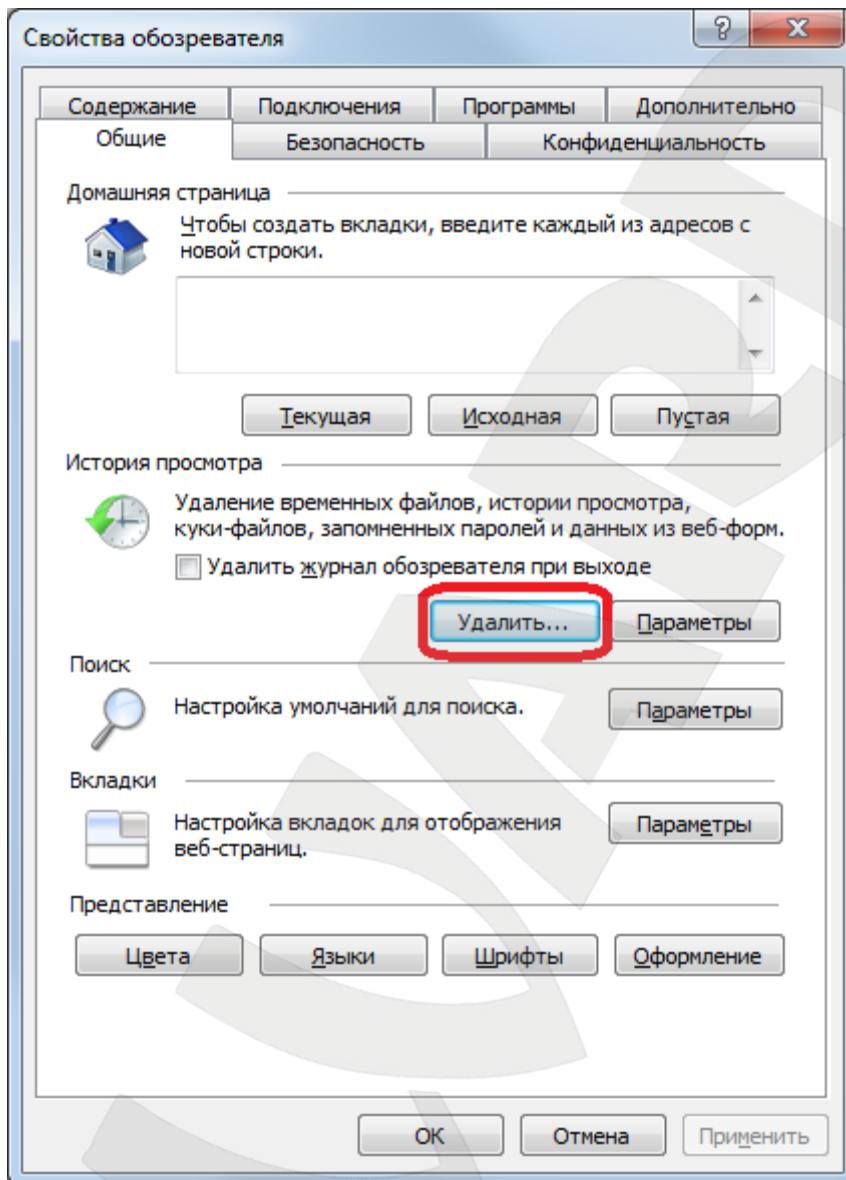 Свойства обозревателя
Содержание
Подключения
Программы
Дополнительно
Общие
Безопасность
Конфиденциальность
Домашняя страница
Чтобы создать вкладки, введите каждый из адресов с
новой строки.
Текущая
Исходная
Пустая
История просмотра
Удаление временных файлов, истории просмотра,
куки-файлов, запомненных паролей и данных из веб-форм.
Удалить журнал обозревателя при выходе
Удалить...
Параметры
Поиск
Настройка умолчаний для поиска.
Параметры
Вкладки
Настройка вкладок для отображения
веб-страниц.
Параметры
Представление
Цвета
Языки
Шрифты
Оформление
ОК
Отмена
Применить